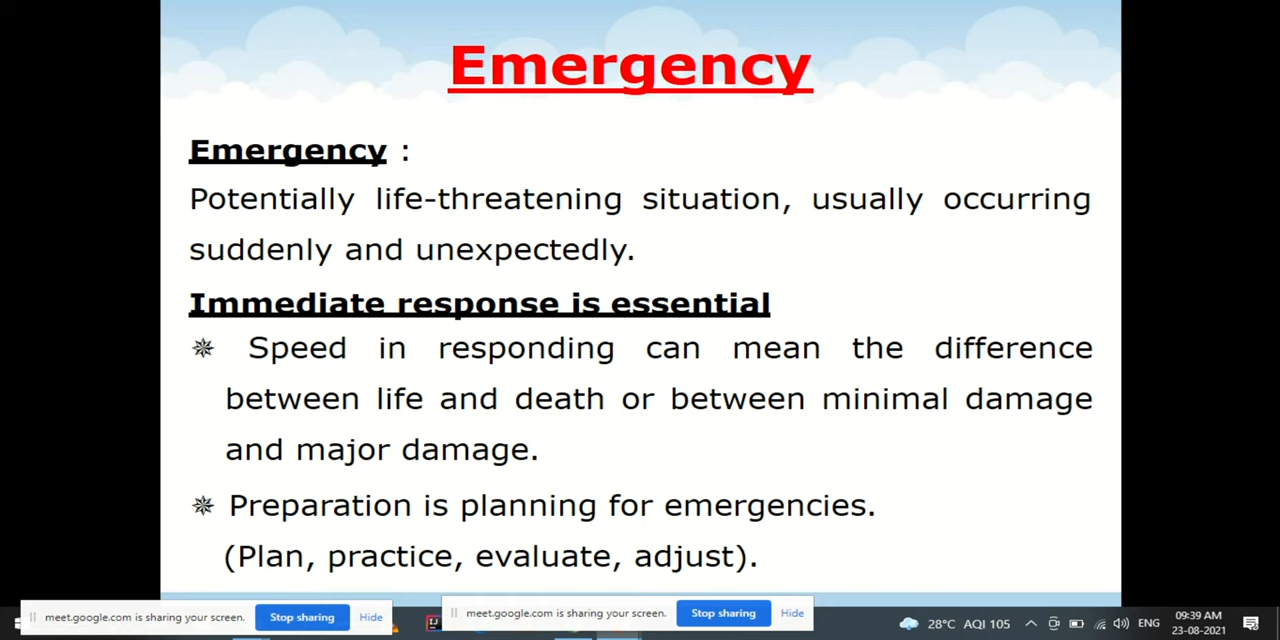 Emergency
Emergency :
Potentially life-threatening situation, usually occurring
suddenly and unexpectedly.
Immediate response is essential
✵ Speed in responding can mean the difference
between life and death or between minimal damage
and major damage.
✵ Preparation is planning for emergencies.
(Plan, practice, evaluate, adjust).
meet.google.com is sharing your screen. Stop sharing Hide
meet.google.com is sharing your screen. Stop sharing Hide
IJ
28°C AQI 105 ENG 09:39 AM
23-08-2021